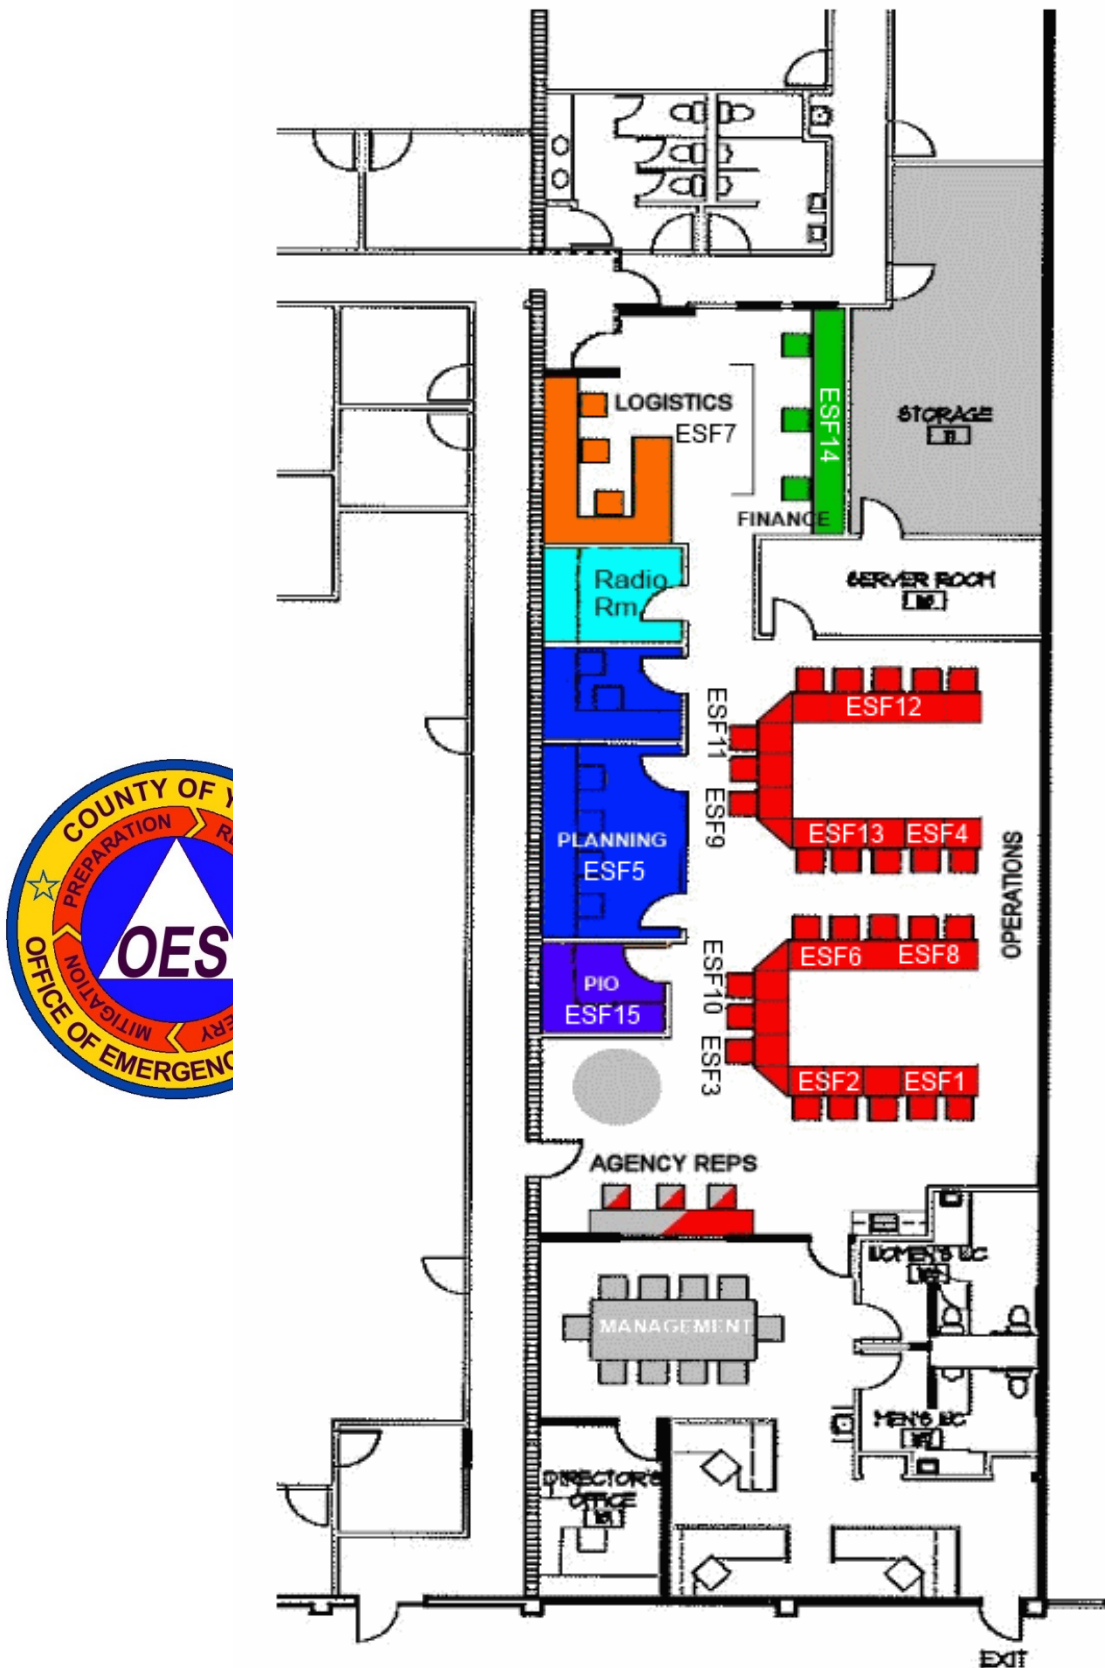 COUNTY OF
PREPARATION
OES
MITIGATION
OFFICE OF EMERGENC
LOGISTICS
ESF7
ESF14
FINANCE
STORAGE
Radio
Rm
SERVER ROOM
ESF11
ESF12
ESF9
ESF13 ESF4
PLANNING
ESF5
OPERATIONS
ESF10
ESF6 ESF8
PIO
ESF15
ESF3
ESF2 ESF1
AGENCY REPS
WOMEN'S WC
MANAGEMENT
MEN'S WC
DIRECTOR'S
OFFICE
EXIT